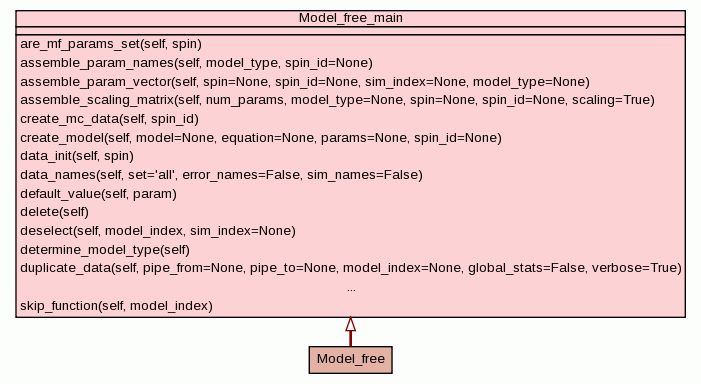 Model_free_main
are_mf_params_set(self, spin)
assemble_param_names(self, model_type, spin_id=None)
assemble_param_vector(self, spin=None, spin_id=None, sim_index=None, model_type=None)
assemble_scaling_matrix(self, num_params, model_type=None, spin=None, spin_id=None, scaling=True)
create_mc_data(self, spin_id)
create_model(self, model=None, equation=None, params=None, spin_id=None)
data_init(self, spin)
data_names(self, set='all', error_names=False, sim_names=False)
default_value(self, param)
delete(self)
deselect(self, model_index, sim_index=None)
determine_model_type(self)
duplicate_data(self, pipe_from=None, pipe_to=None, model_index=None, global_stats=False, verbose=True)
...
skip_function(self, model_index)
Model_free